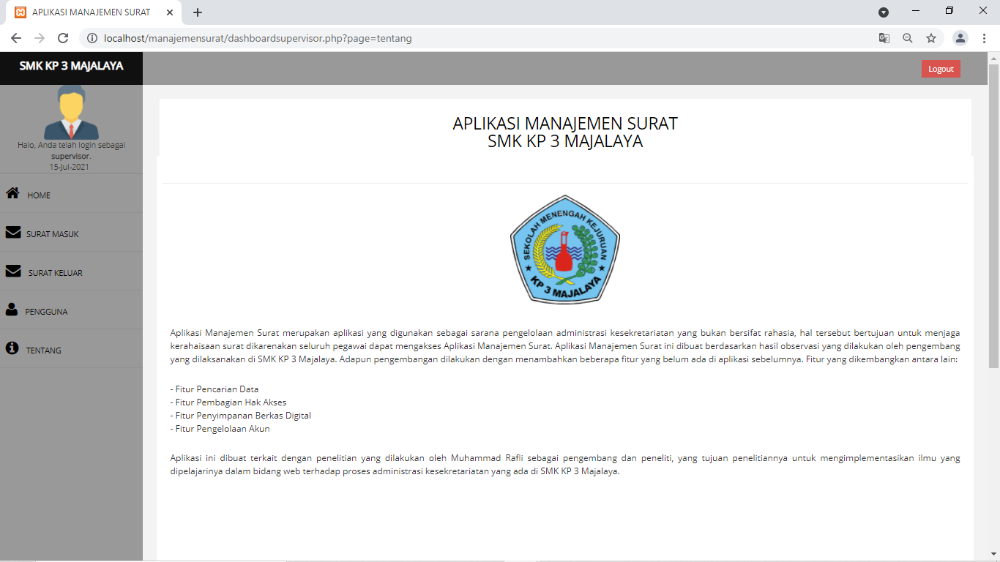 APLIKASI MANAJEMEN SURAT
localhost/manajemensurat/dashboardsupervisor.php?page=tentang
SMK KP 3 MAJALAYA
Logout
Halo, Anda telah login sebagai
supervisor.
15-Jul-2021
HOME
SURAT MASUK
SURAT KELUAR
PENGGUNA
TENTANG
APLIKASI MANAJEMEN SURAT
SMK KP 3 MAJALAYA
SEKOLAH MENENGAH KEJURUAN
KP 3 MAJALAYA
Aplikasi Manajemen Surat merupakan aplikasi yang digunakan sebagai sarana pengelolaan administrasi kesekretariatan yang bukan bersifat rahasia, hal tersebut bertujuan untuk menjaga
kerahaisaan surat dikarenakan seluruh pegawai dapat mengakses Aplikasi Manajemen Surat. Aplikasi Manajemen Surat ini dibuat berdasarkan hasil observasi yang dilakukan oleh pengembang
yang dilaksanakan di SMK KP 3 Majalaya. Adapun pengembangan dilakukan dengan menambahkan beberapa fitur yang belum ada di aplikasi sebelumnya. Fitur yang dikembangkan antara lain:
- Fitur Pencarian Data
- Fitur Pembagian Hak Akses
- Fitur Penyimpanan Berkas Digital
- Fitur Pengelolaan Akun
Aplikasi ini dibuat terkait dengan penelitian yang dilakukan oleh Muhammad Rafli sebagai pengembang dan peneliti, yang tujuan penelitiannya untuk mengimplementasikan ilmu yang
dipelajarinya dalam bidang web terhadap proses administrasi kesekretariatan yang ada di SMK KP 3 Majalaya.